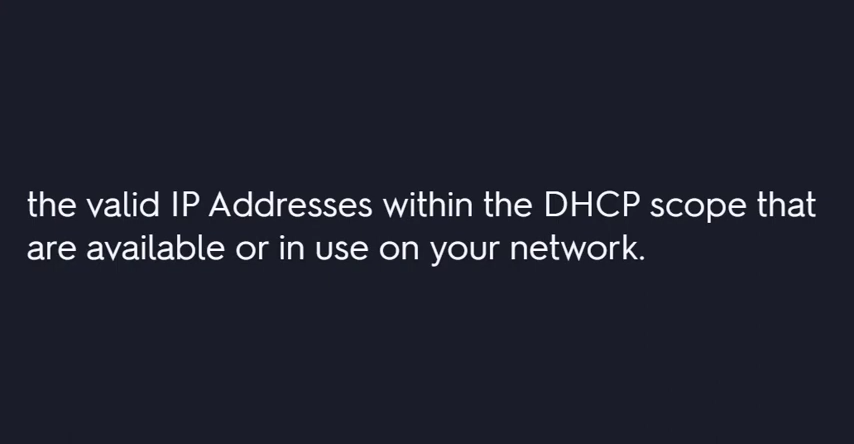 the valid IP Addresses within the DHCP scope that
are available or in use on your network.